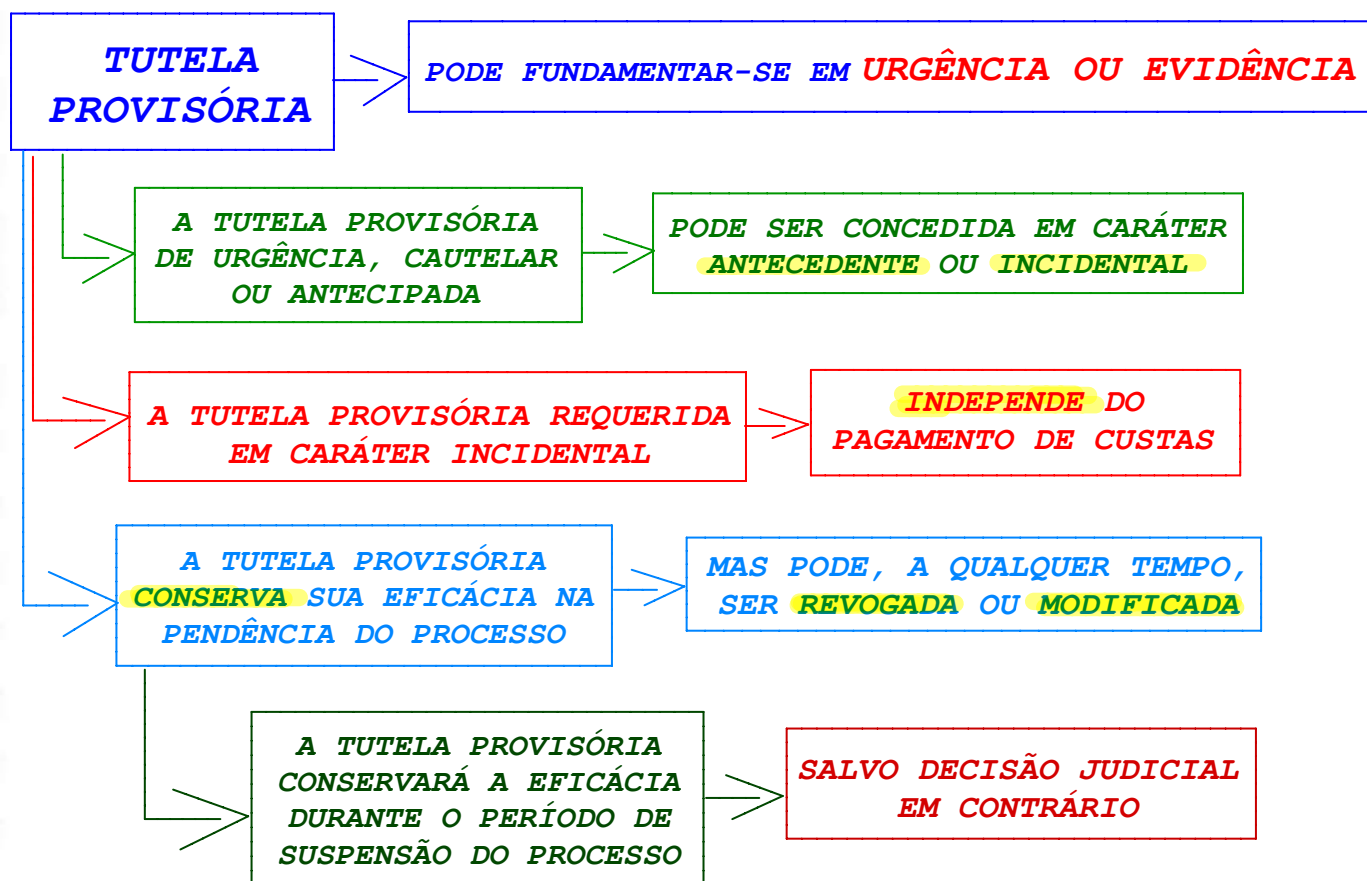 TUTELA
PROVISÓRIA
PODE FUNDAMENTAR-SE EM URGÊNCIA OU EVIDÊNCIA
A TUTELA PROVISÓRIA
DE URGÊNCIA, CAUTELAR
OU ANTECIPADA
PODE SER CONCEDIDA EM CARÁTER
ANTECEDENTE OU INCIDENTAL
A TUTELA PROVISÓRIA REQUERIDA
EM CARÁTER INCIDENTAL
INDEPENDE DO
PAGAMENTO DE CUSTAS
A TUTELA PROVISÓRIA
CONSERVA SUA EFICÁCIA NA
PENDÊNCIA DO PROCESSO
MAS PODE, A QUALQUER TEMPO,
SER REVOGADA OU MODIFICADA
A TUTELA PROVISÓRIA
CONSERVARÁ A EFICÁCIA
DURANTE O PERÍODO DE
SUSPENSÃO DO PROCESSO
SALVO DECISÃO JUDICIAL
EM CONTRÁRIO